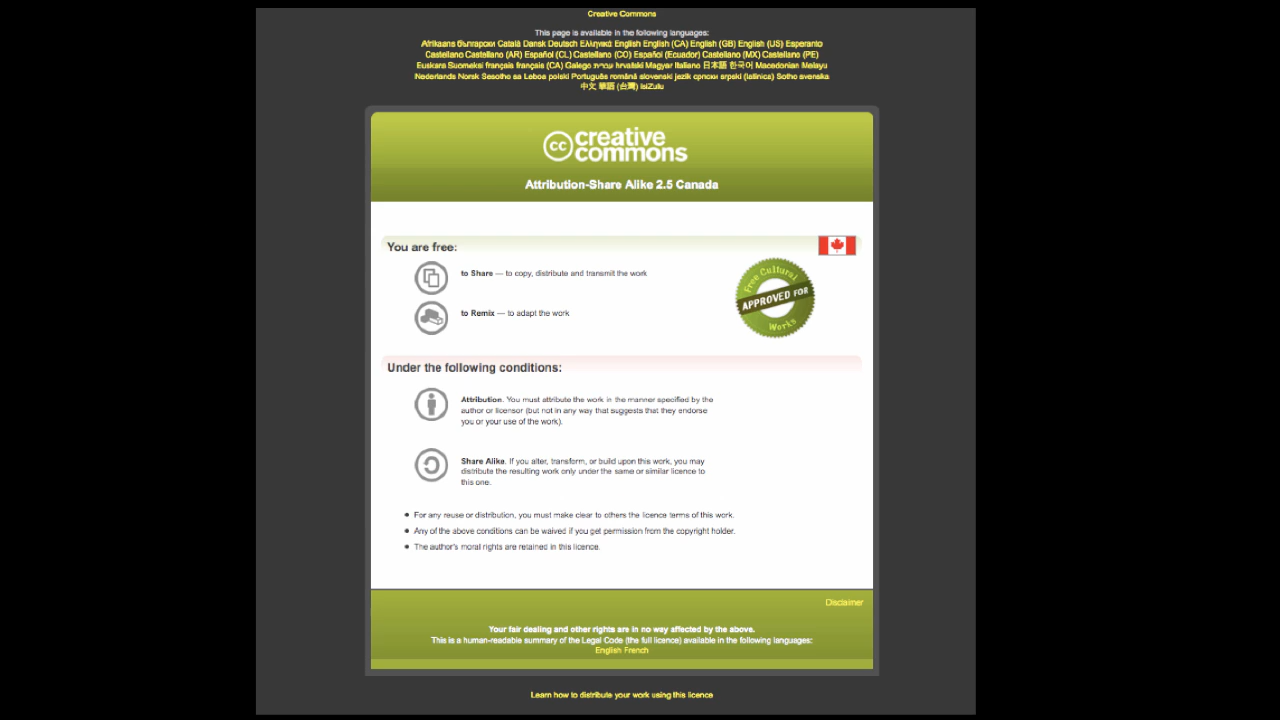 Creative Commons
This page is available in the following languages:
Afrikaans български Català Dansk Deutsch Ελληνικά English English (CA) English (GB) English (US) Esperanto
Castellano Castellano (AR) Español (CL) Castellano (CO) Español (Ecuador) Castellano (MX) Castellano (PE)
Euskara Suomeksi français français (CA) Galego עברית hrvatski Magyar Italiano 日本語 한국어 Macedonian Melayu
Nederlands Norsk Sesotho sa Leboa polski Português română slovenski jezik српски srpski (latinica) Sotho svenska
中文 華語 (台灣) isiZulu
cc creative
commons
Attribution-Share Alike 2.5 Canada
You are free:
to Share — to copy, distribute and transmit the work
to Remix — to adapt the work
Free Cultural
APPROVED FOR
Works
Under the following conditions:
Attribution. You must attribute the work in the manner specified by the
author or licensor (but not in any way that suggests that they endorse
you or your use of the work).
Share Alike. If you alter, transform, or build upon this work, you may
distribute the resulting work only under the same or similar licence to
this one.
For any reuse or distribution, you must make clear to others the licence terms of this work.
Any of the above conditions can be waived if you get permission from the copyright holder.
The author's moral rights are retained in this licence.
Disclaimer
Your fair dealing and other rights are in no way affected by the above.
This is a human-readable summary of the Legal Code (the full licence) available in the following languages:
English French
Learn how to distribute your work using this licence